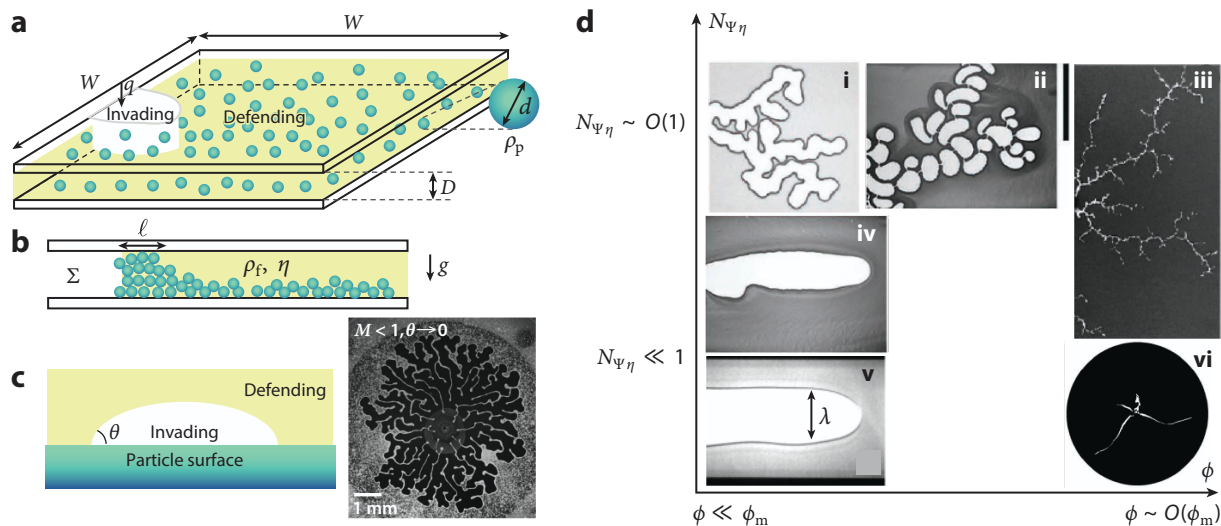 a
W
W
q
Invading
Defending
d
ρp
D
b
ℓ
Σ
ρf, η
g
c
Defending
θ
Invading
Particle surface
M < 1, θ→0
1 mm
d
NΨη
NΨη ~ O(1)
i
ii
iii
iv
NΨη ≪ 1
v
λ
vi
ϕ
ϕ ≪ ϕm
ϕ ~ O(ϕm)